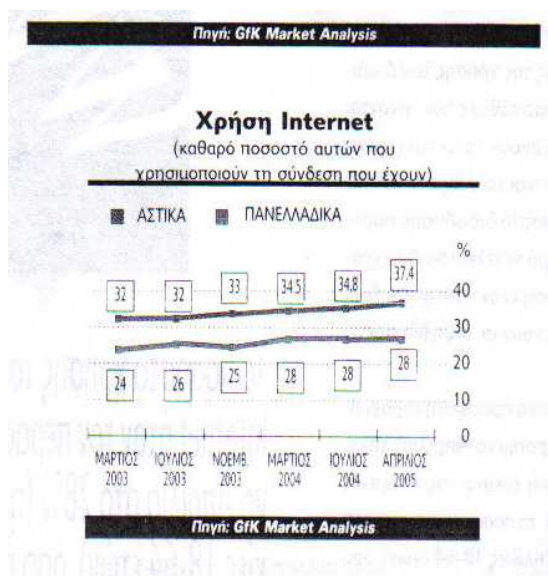 Πηγή: GfK Market Analysis
Χρήση Internet
(καθαρό ποσοστό αυτών που
χρησιμοποιούν τη σύνδεση που έχουν)
ΑΣΤΙΚΑ ΠΑΝΕΛΛΑΔΙΚΑ
%
32 32 33 34.5 34,8 37.4
40
30
20
10
0
24 26 25 28 28 28
ΜΑΡΤΙΟΣ ΙΟΥΛΙΟΣ ΝΟΕΜΒ. ΜΑΡΤΙΟΣ ΙΟΥΛΙΟΣ ΑΠΡΙΛΙΟΣ
2003 2003 2003 2004 2004 2005
Πηγή: GfK Market Analysis